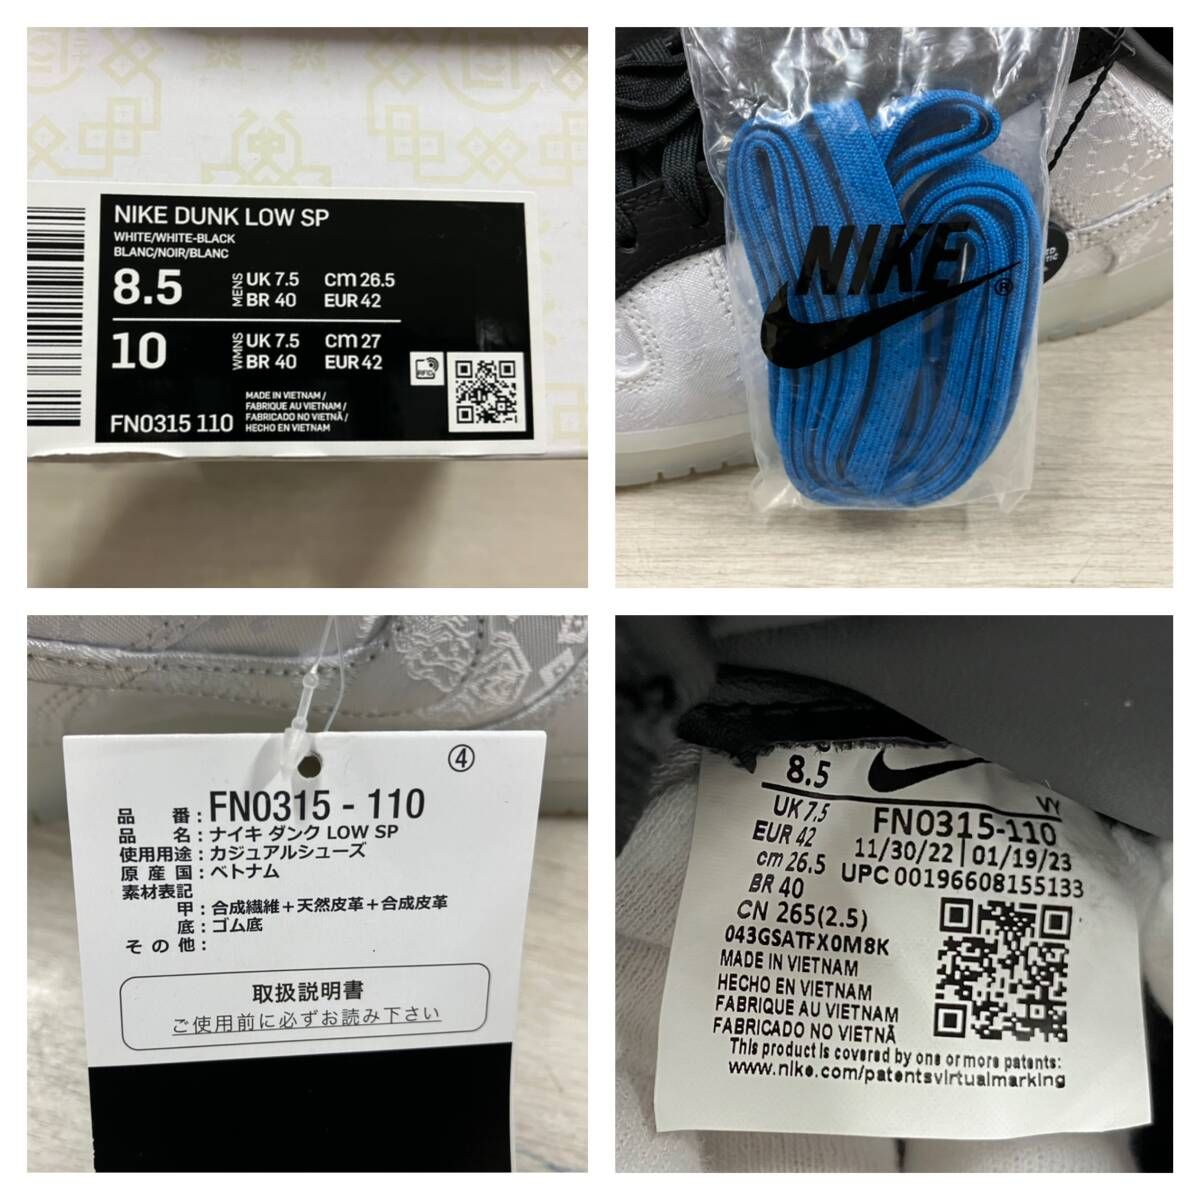 NIKE DUNK LOW SP
WHITE/WHITE-BLACK
BLANC/NOIR/BLANC
8.5 MENS UK 7.5 cm 26.5
BR 40 EUR 42
10 WMNS UK 7.5 cm 27
BR 40 EUR 42
RFID
FN0315 110
MADE IN VIETNAM /
FABRIQUE AU VIETNAM /
FABRICADO NO VIETNÃ /
HECHO EN VIETNAM
NIKE®
④
品番：FN0315 - 110
品名：ナイキ ダンク LOW SP
使用用途：カジュアルシューズ
原産国：ベトナム
素材表記
甲：合成繊維＋天然皮革＋合成皮革
底：ゴム底
その他：
取扱説明書
ご使用前に必ずお読み下さい
8.5
W
UK 7.5
EUR 42
cm 26.5
BR 40
CN 265(2.5)
FN0315-110
11/30/22 | 01/19/23
UPC 00196608155133
043GSATFX0M8K
MADE IN VIETNAM
HECHO EN VIETNAM
FABRIQUE AU VIETNAM
FABRICADO NO VIETNÃ
This product is covered by one or more patents:
www.nike.com/patentsvirtualmarking